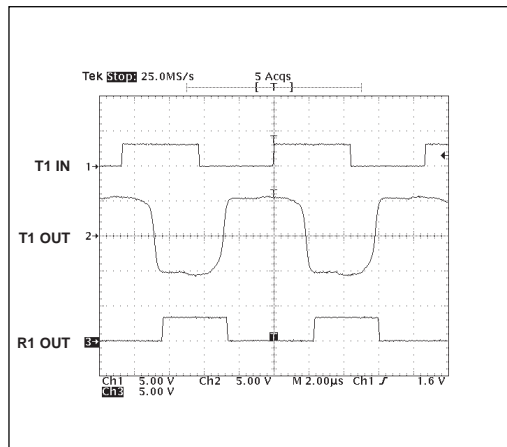 Tek Stop: 25.0MS/s 5 Acqs
[ T ]
T1 IN 1→
T1 OUT 2→
R1 OUT 3→
T
Ch1 5.00 V Ch2 5.00 V M 2.00µs Ch1 ƒ 1.6 V
Ch3 5.00 V